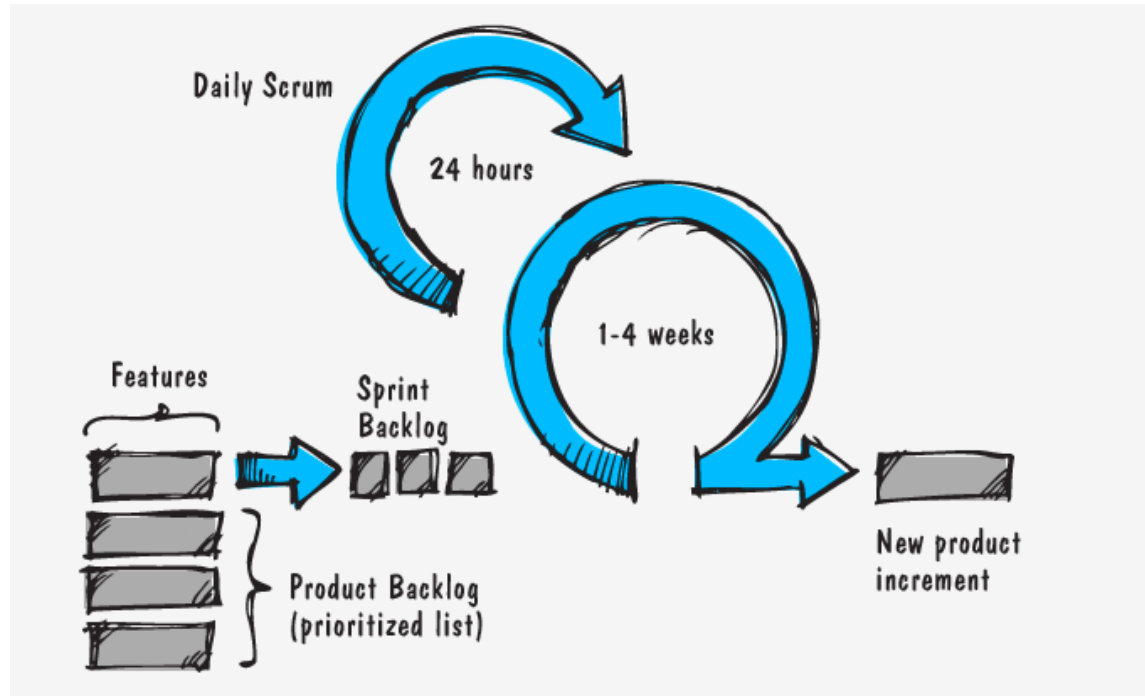 Daily Scrum
24 hours
1-4 weeks
Features
Sprint
Backlog
New product
increment
Product Backlog
(prioritized list)